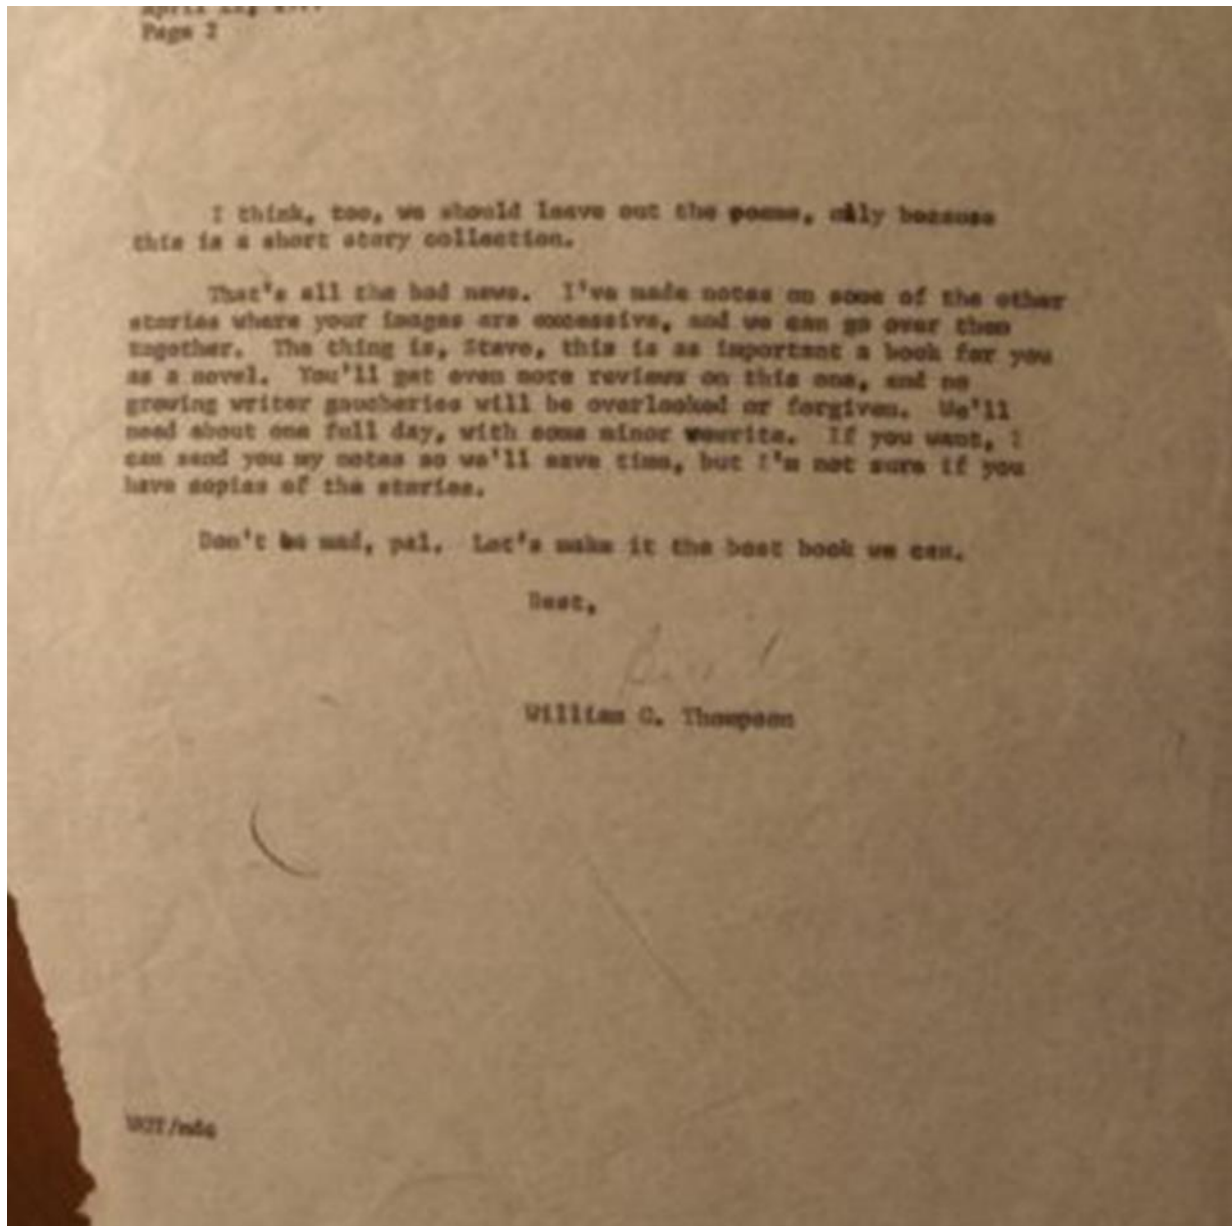 Page 2
I think, too, we should leave out the poems, only because
this is a short story collection.
That's all the bad news. I've made notes on some of the other
stories where your images are excessive, and we can go over them
together. The thing is, Steve, this is as important a book for you
as a novel. You'll get even more reviews on this one, and no
growing writer gaucheries will be overlooked or forgiven. We'll
need about one full day, with some minor rewrite. If you want, I
can send you my notes so we'll save time, but I'm not sure if you
have copies of the stories.
Don't be mad, pal. Let's make it the best book we can.
Best,
William G. Thompson